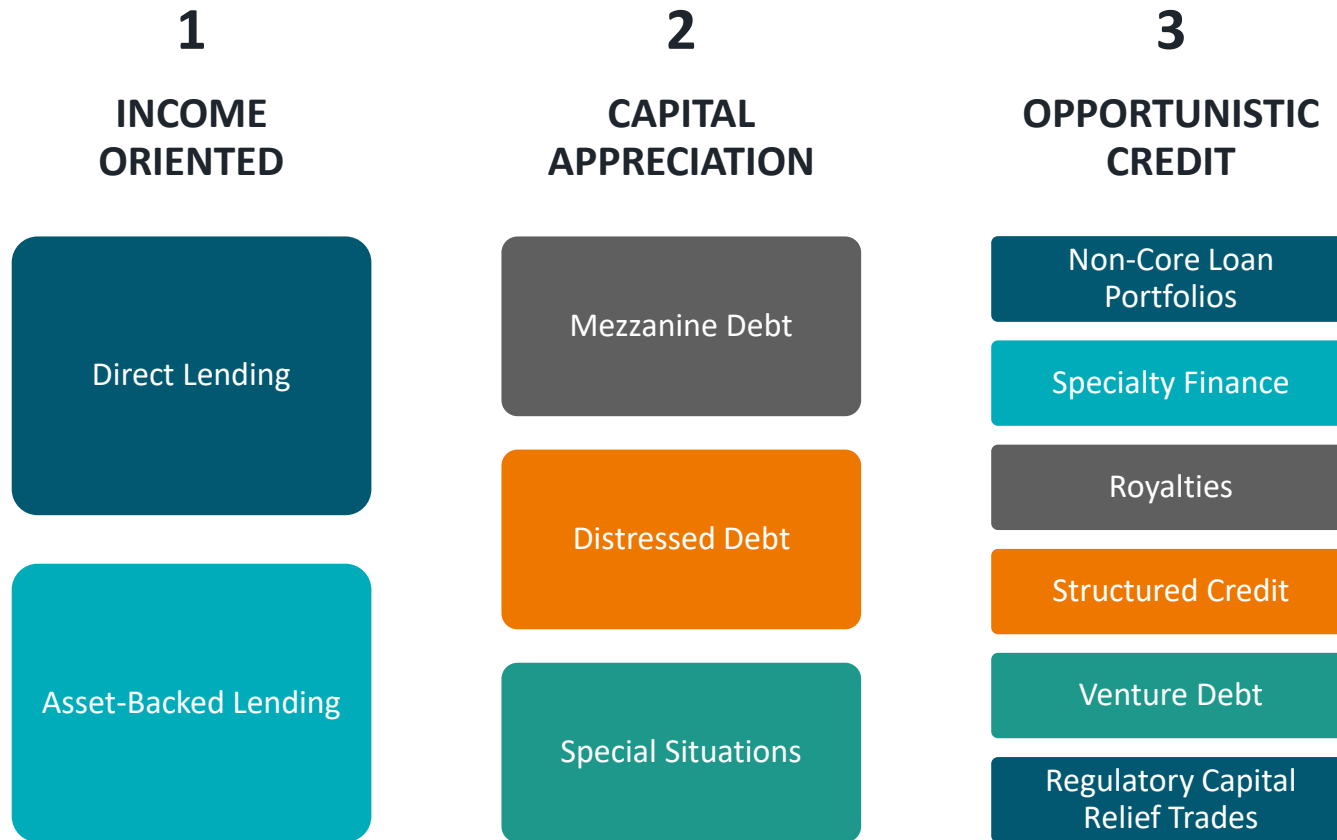 1
INCOME
ORIENTED
Direct Lending
Asset-Backed Lending
2
CAPITAL
APPRECIATION
Mezzanine Debt
Distressed Debt
Special Situations
3
OPPORTUNISTIC
CREDIT
Non-Core Loan
Portfolios
Specialty Finance
Royalties
Structured Credit
Venture Debt
Regulatory Capital
Relief Trades